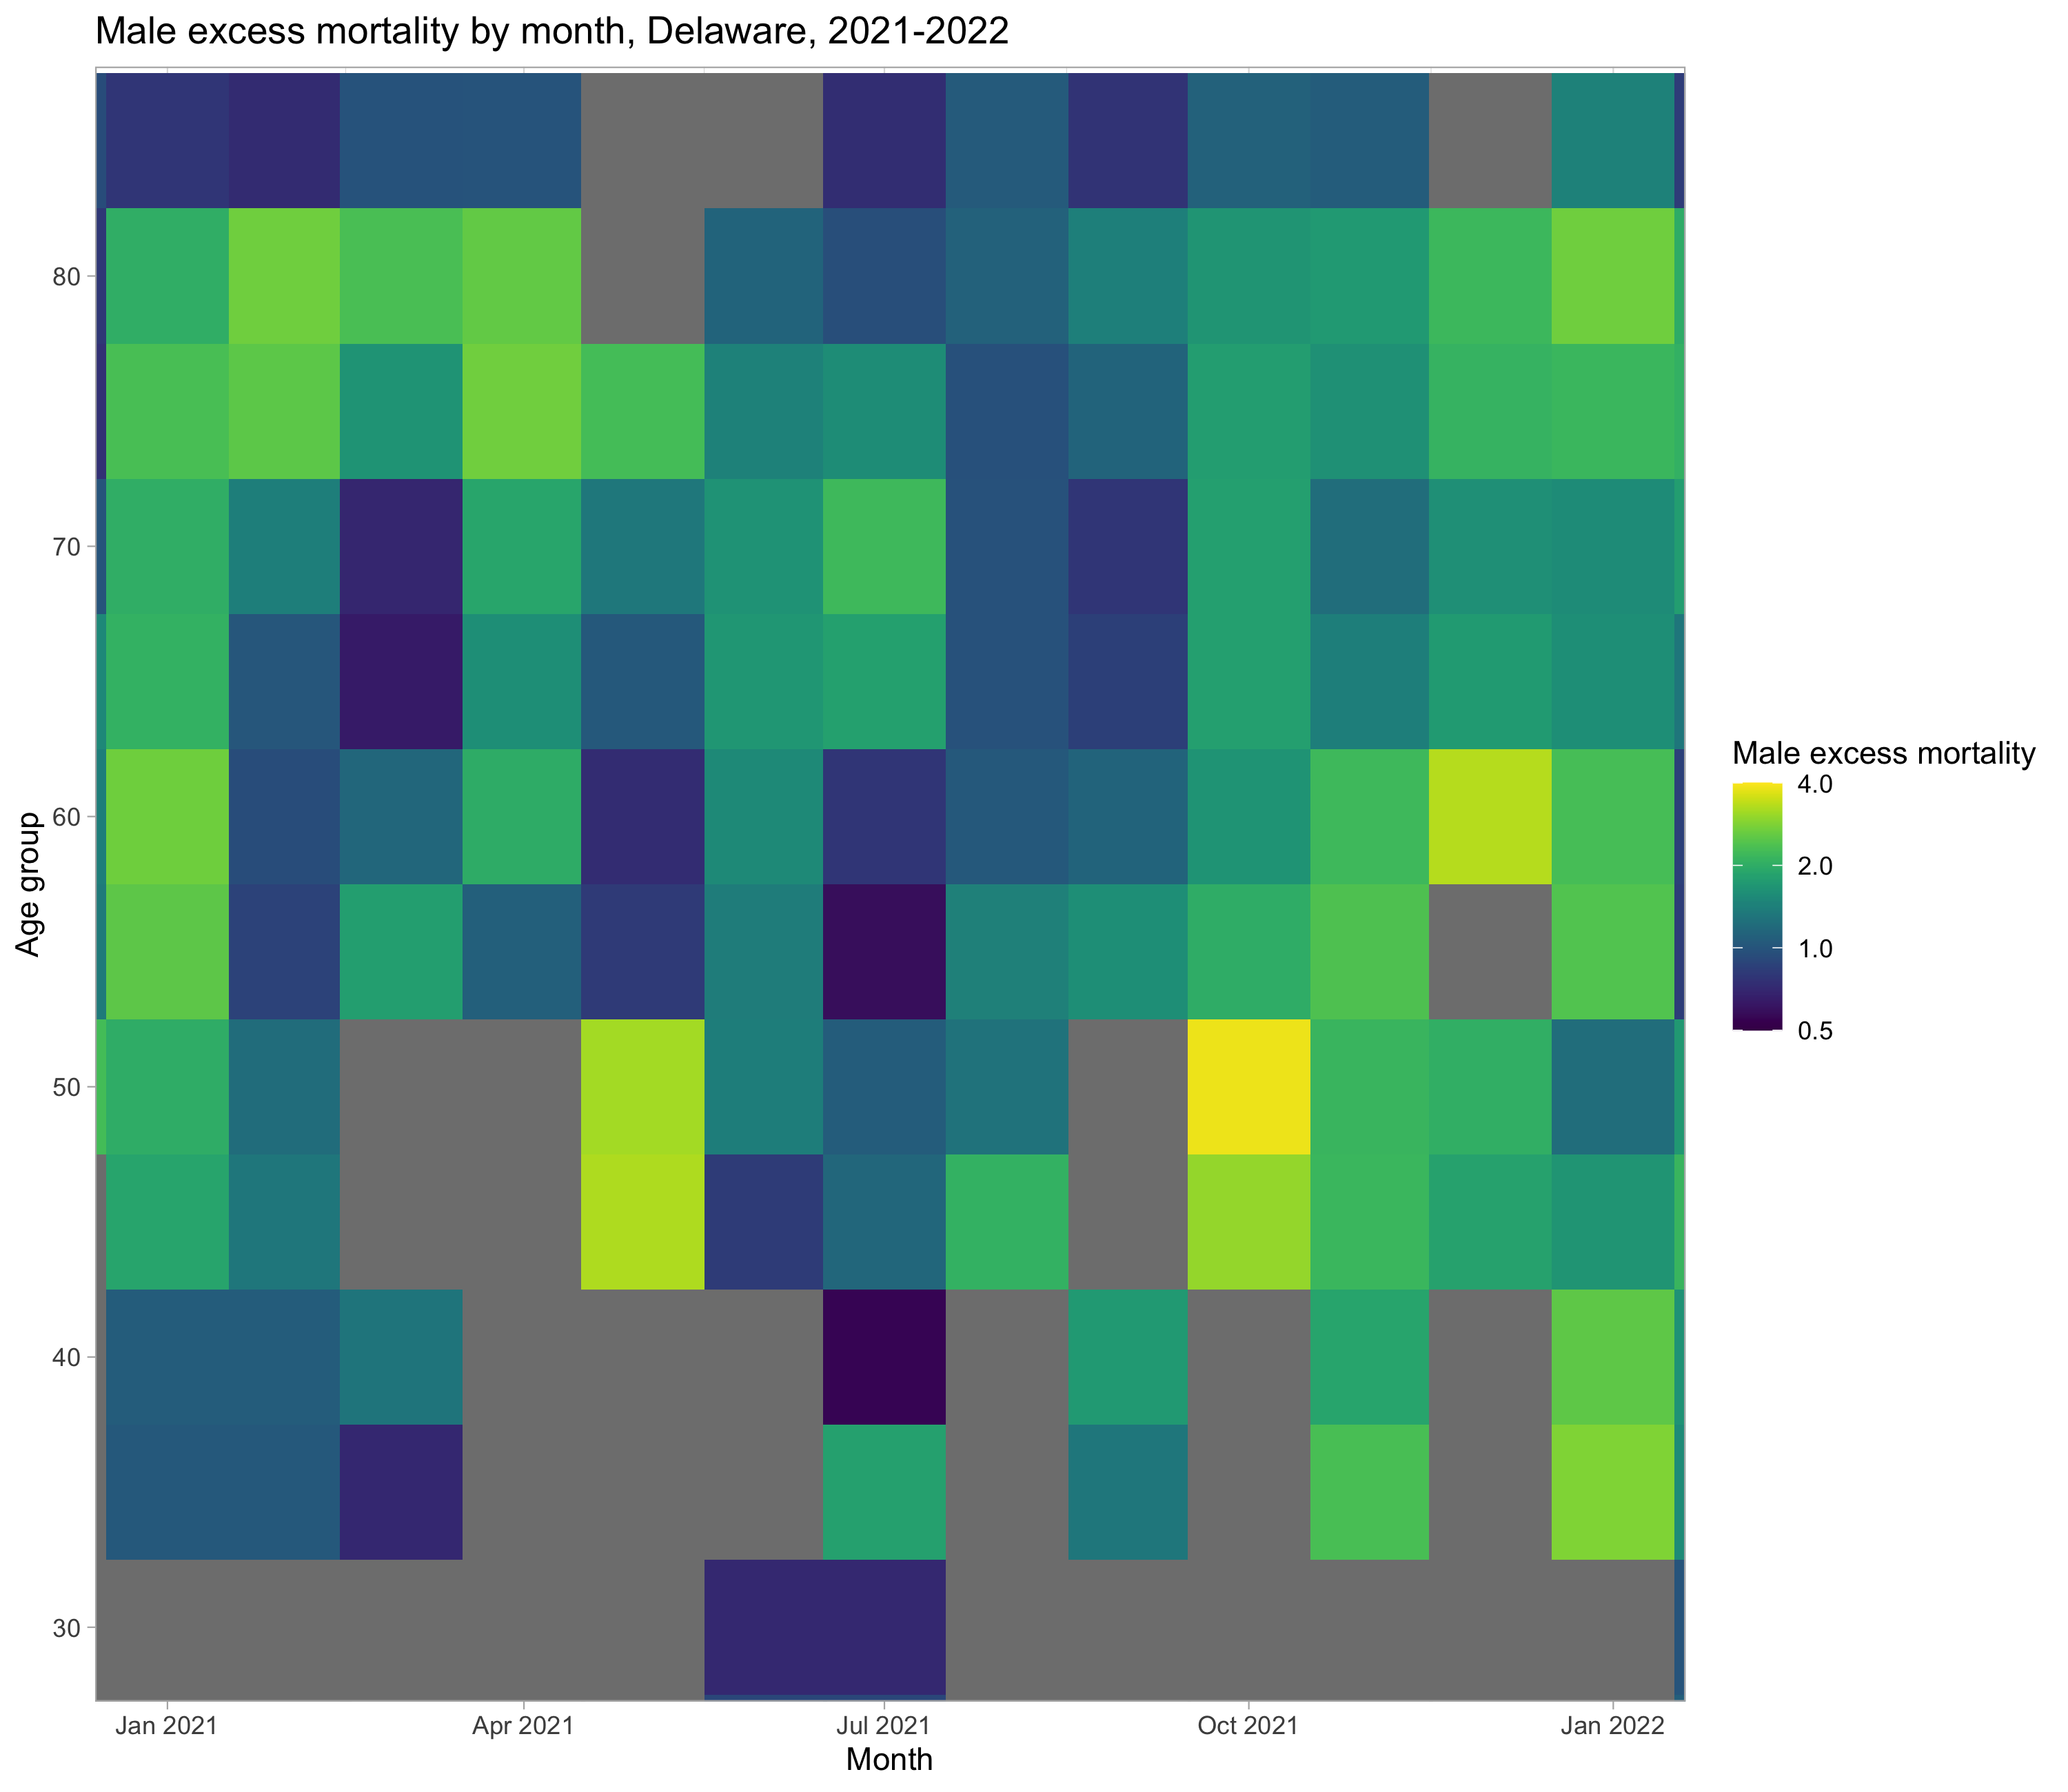 Male excess mortality by month, Delaware, 2021-2022
80
70
60
50
40
30
Age group
Jan 2021
Apr 2021
Jul 2021
Oct 2021
Jan 2022
Month
Male excess mortality
4.0
2.0
1.0
0.5